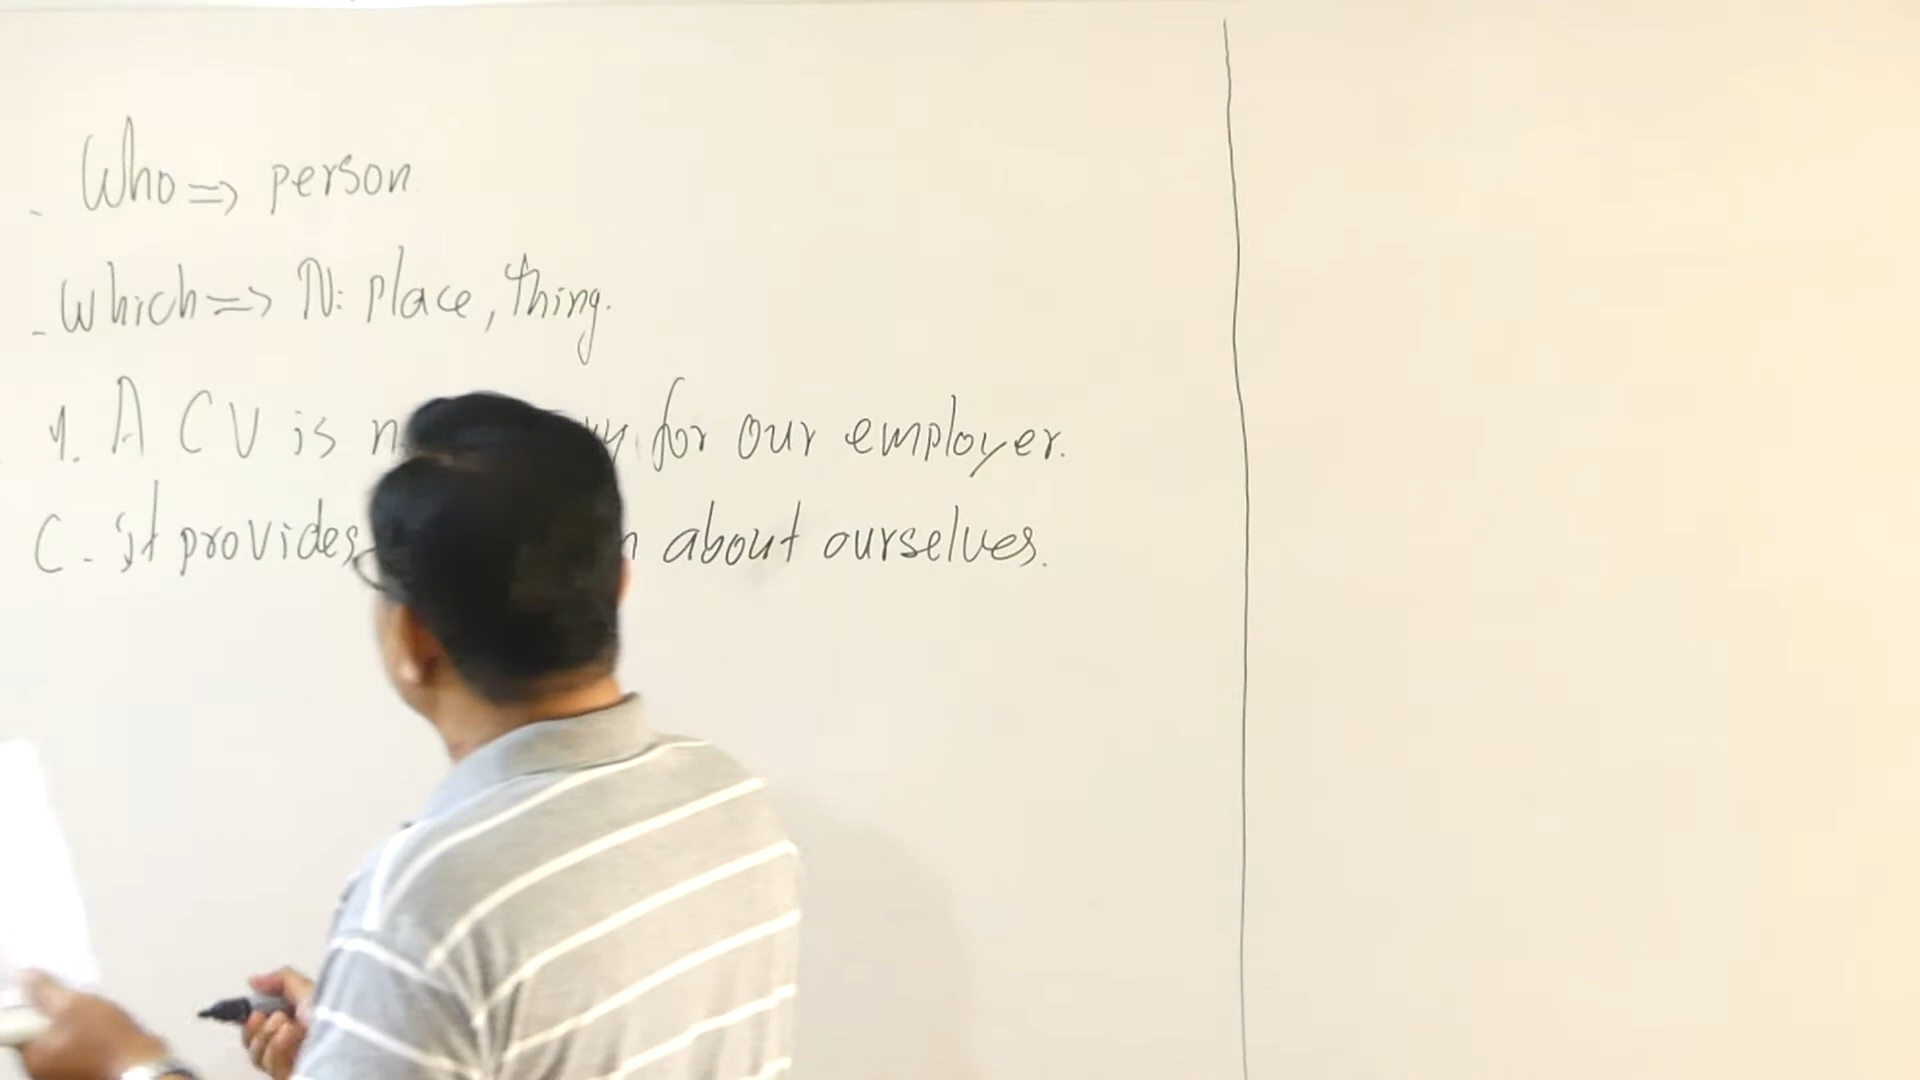 - Who => person
- Which => N: place, thing.
1. A CV is for our employer.
C. it provides about ourselves.